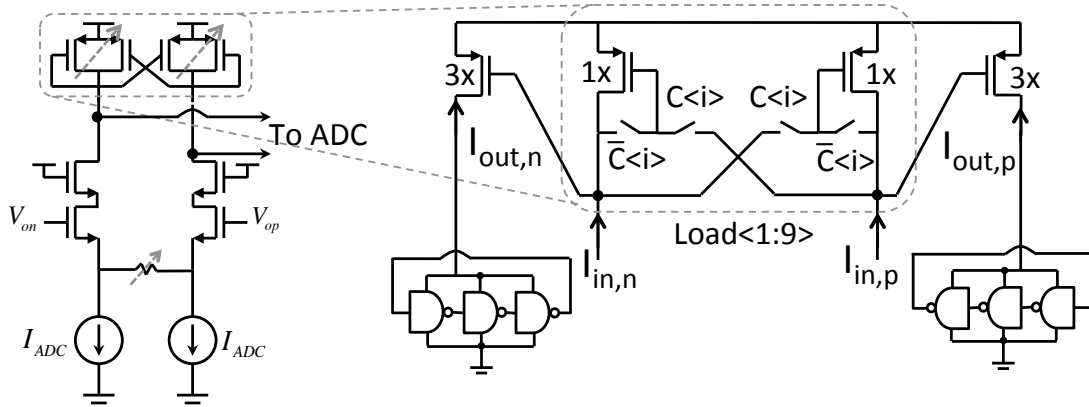 To ADC
V_on
V_op
I_ADC
I_ADC
3x
1x
1x
3x
C<i>
C<i>
C̅<i>
C̅<i>
I_out,n
I_out,p
Load<1:9>
I_in,n
I_in,p